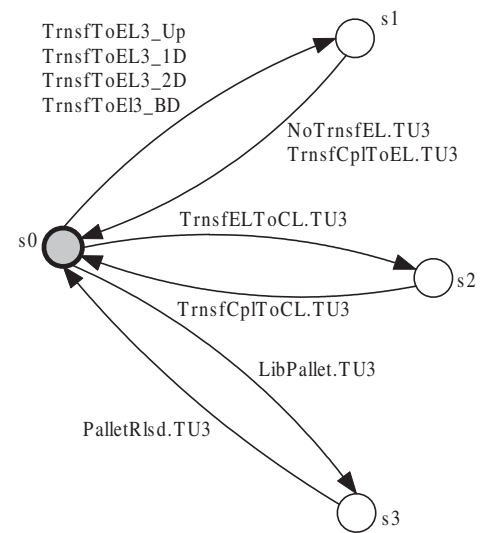 s1
TrnsfToEL3_Up
TrnsfToEL3_1D
TrnsfToEL3_2D
TrnsfToEl3_BD
NoTrnsfEL.TU3
TrnsfCplToEL.TU3
s0
TrnsfELToCL.TU3
s2
TrnsfCplToCL.TU3
LibPallet.TU3
PalletRlsd.TU3
s3